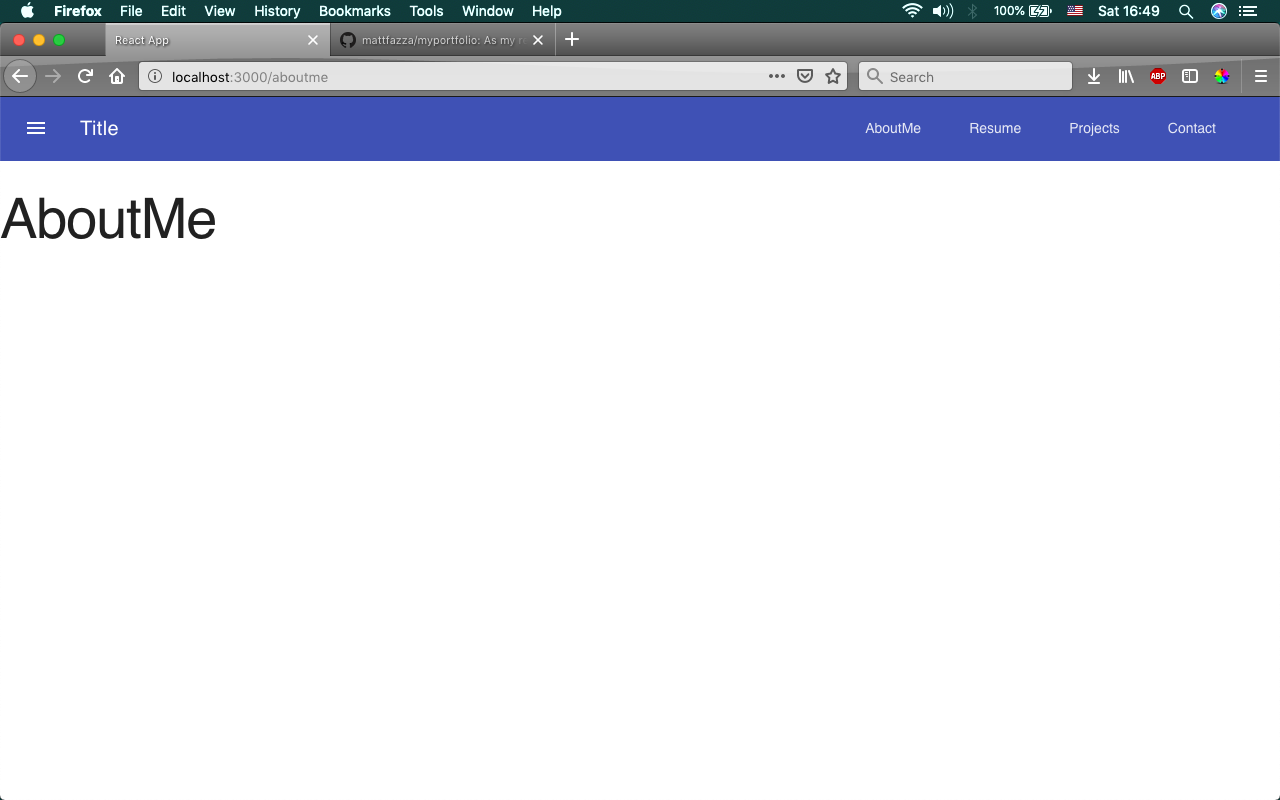 Firefox File Edit View History Bookmarks Tools Window Help 100% Sat 16:49
React App mattfazza/myportfolio: As my
localhost:3000/aboutme Search ABP
Title AboutMe Resume Projects Contact
AboutMe